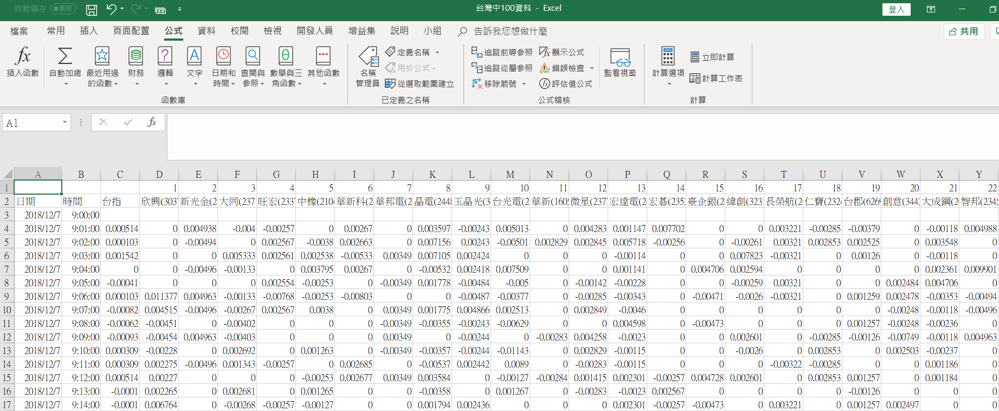 自動儲存 關閉 台灣中100資料 - Excel 登入
檔案 常用 插入 頁面配置 公式 資料 校閱 檢視 開發人員 增益集 說明 小組 告訴我您想做什麼 共用
插入函數 自動加總 最近用過的函數 財務 邏輯 文字 日期和時間 查閱與參照 數學與三角函數 其他函數
函數庫
名稱管理員 定義名稱 用於公式 從選取範圍建立
已定義之名稱
追蹤前導參照 追蹤從屬參照 移除箭號 顯示公式 錯誤檢查 評估值公式 監看視窗
公式稽核
計算選項 立即計算 計算工作表
計算
A1 fx
A B C D E F G H I J K L M N O P Q R S T U V W X Y
1 1 2 3 4 5 6 7 8 9 10 11 12 13 14 15 16 17 18 19 20 21 22
2 日期 時間 台指 欣興(303 新光金(2 大同(237 旺宏(233 中橡(210 華新科(2 華邦電(2 晶電(244 玉晶光(3 台光電(2 華新(160 微星(237 宏達電(2 宏碁(235 臺企銀(2 緯創(323 長榮航(2 仁寶(232 台郡(626 創意(344 大成鋼(2 智邦(234
3 2018/12/7 9:00:00
4 2018/12/7 9:01:00 0.000514 0 0.004938 -0.004 -0.00257 0 0.00267 0 0.003597 -0.00243 0.005013 0 0.004283 0.001147 0.007702 0 0 0.003221 -0.00285 -0.00379 0 -0.00118 0.004988
5 2018/12/7 9:02:00 0.000103 0 -0.00494 0 0.002567 -0.0038 0.002663 0 0.007156 0.00243 -0.00501 0.002829 0.002845 0.005718 -0.00256 0 -0.00261 0.00321 0.002853 0.002525 0 0.003548 0
6 2018/12/7 9:03:00 0.001542 0 0 0.005333 0.002561 0.002538 -0.00533 0.00349 0.007105 0.002424 0 0 0 -0.00114 0 0 0.007823 -0.00321 0 0.00126 0 -0.00118 0
7 2018/12/7 9:04:00 0 0 -0.00496 -0.00133 0 0.003795 0.00267 0 -0.00532 0.002418 0.007509 0 0 0.001141 0 0.004706 0.002594 0 0 0 0 0.002361 0.009901
8 2018/12/7 9:05:00 -0.00041 0 0 0 0.002554 -0.00253 0 -0.00349 0.001778 -0.00484 -0.005 0 -0.00142 -0.00228 0 0 -0.00259 0.00321 0 0 0.002484 0.004706 0
9 2018/12/7 9:06:00 0.000103 0.011377 0.004963 -0.00133 -0.00768 -0.00253 -0.00803 0 0 -0.00487 -0.00377 0 -0.00285 -0.00343 0 -0.00471 -0.0026 -0.00321 0 0.001259 0.002478 -0.00353 -0.00494
10 2018/12/7 9:07:00 -0.00082 0.004515 -0.00496 -0.00267 0.002567 0.0038 0 0.00349 0.001775 0.004866 0.002513 0 0.002849 -0.0046 0 0 0 0 0 0 -0.00248 -0.00118 -0.00496
11 2018/12/7 9:08:00 -0.00062 -0.00451 0 -0.00402 0 0 0 -0.00349 -0.00355 -0.00243 -0.00629 0 0 0.004598 0 -0.00473 0 0 0 0.001257 -0.00248 -0.00236 0
12 2018/12/7 9:09:00 -0.00093 -0.00454 0.004963 -0.00403 0 0 0 0.00349 0 -0.00244 0 -0.00283 0.004258 -0.0023 0 0 0.002601 0 -0.00285 -0.00126 -0.00749 -0.00118 0.004963
13 2018/12/7 9:10:00 0.000309 -0.00228 0 0.002692 0 0.001263 0 -0.00349 -0.00357 -0.00244 -0.01143 0 0.002829 -0.00115 0 0 -0.0026 0 0.002853 0 0.002503 -0.00237 0
14 2018/12/7 9:11:00 0.000309 0.002275 -0.00496 0.001343 -0.00257 0 0.002685 0 -0.00537 0.002442 0.0089 0 -0.00283 -0.00115 0 0 0 -0.00322 -0.00285 0 0 0.001186 0
15 2018/12/7 9:12:00 0.000514 0.00227 0 0 0 -0.00253 0.002677 0.00349 0.003584 0 -0.00127 -0.00284 0.001415 0.002301 -0.00257 0.004728 0.002601 0 0.002853 0.001257 0 0.001184 0
16 2018/12/7 9:13:00 -0.0001 0.002265 0 0.002681 0 0.001265 0 0 -0.00358 0 0.001267 0 -0.00283 -0.0023 0.002567 0 0 0 0 -0.00126 0 0 0
17 2018/12/7 9:14:00 -0.0001 0.006764 0 -0.00268 -0.00257 -0.00127 0 0 0.001794 0.002436 0 0 0 0.002301 -0.00257 -0.00473 0 0.003221 0 0.001257 0.002497 0 0